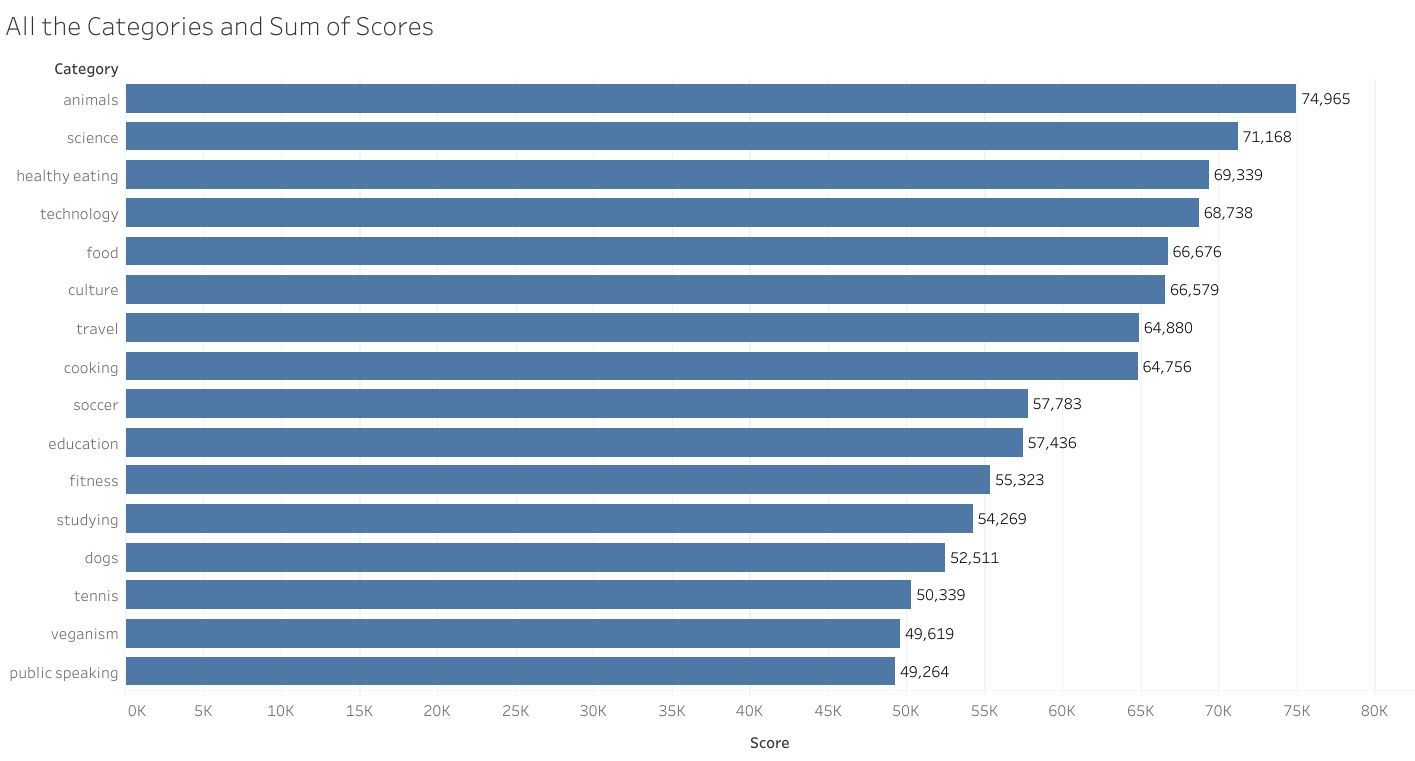 All the Categories and Sum of Scores
Category
animals 74,965
science 71,168
healthy eating 69,339
technology 68,738
food 66,676
culture 66,579
travel 64,880
cooking 64,756
soccer 57,783
education 57,436
fitness 55,323
studying 54,269
dogs 52,511
tennis 50,339
veganism 49,619
public speaking 49,264
0K 5K 10K 15K 20K 25K 30K 35K 40K 45K 50K 55K 60K 65K 70K 75K 80K
Score